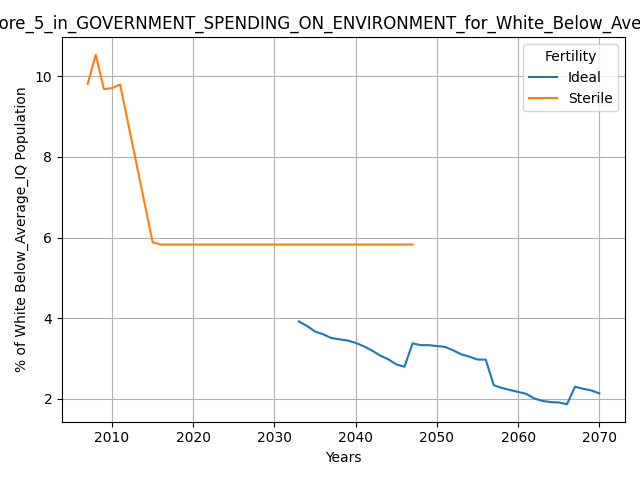 ore_5_in_GOVERNMENT_SPENDING_ON_ENVIRONMENT_for_White_Below_Ave
Fertility
Ideal
Sterile
% of White Below_Average_IQ Population
10
8
6
4
2
2010 2020 2030 2040 2050 2060 2070
Years